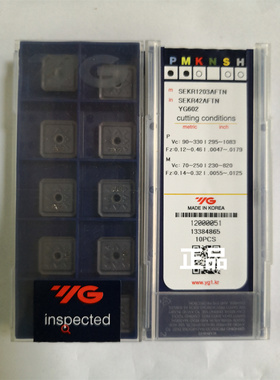 YG
P M K N S H
SEKR1203AFTN
SEKR42AFTN
YG602
cutting conditions
metric inch
P
Vc: 90-330 | 295-1083
Fz:0.12-0.46 | .0047-.0179
M
Vc: 70-250 | 230-820
Fz:0.14-0.32 | .0055-.0125
YG
MADE IN KOREA
12000051
13384865
10PCS
www.yg1.kr
YG
inspected